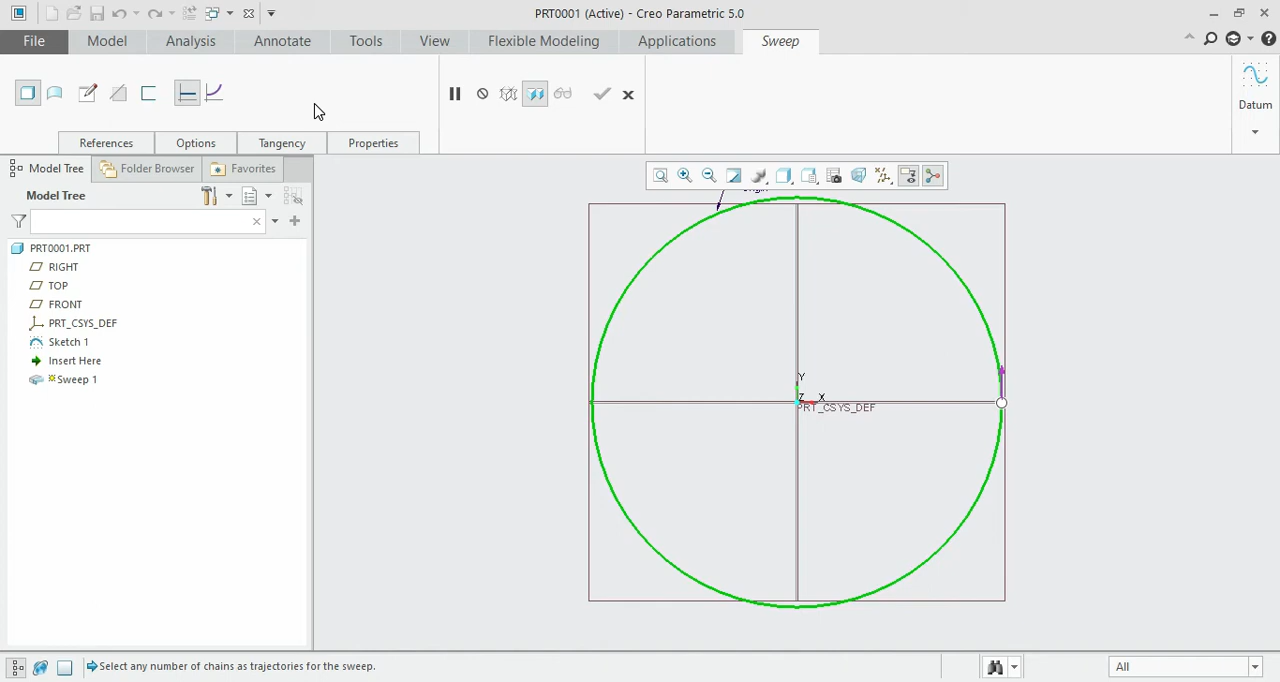 PRT0001 (Active) - Creo Parametric 5.0
File Model Analysis Annotate Tools View Flexible Modeling Applications Sweep
Datum
References Options Tangency Properties
Model Tree Folder Browser Favorites
Model Tree
PRT0001.PRT
RIGHT
TOP
FRONT
PRT_CSYS_DEF
Sketch 1
Insert Here
Sweep 1
Y
Z X
PRT_CSYS_DEF
Select any number of chains as trajectories for the sweep.
All